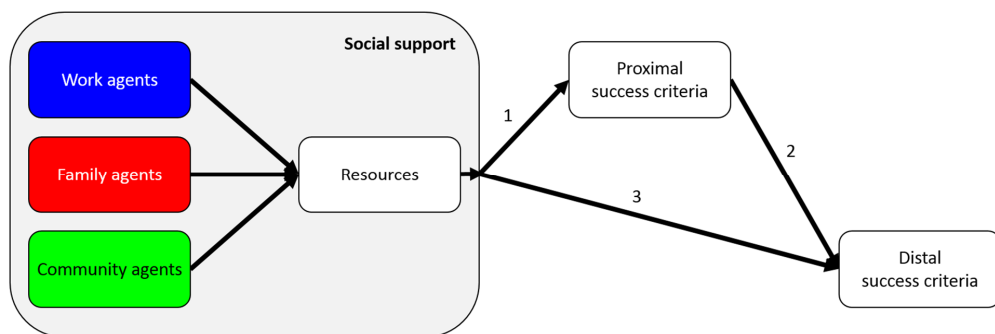 Social support
Work agents
Family agents
Community agents
Resources
1
Proximal
success criteria
2
3
Distal
success criteria